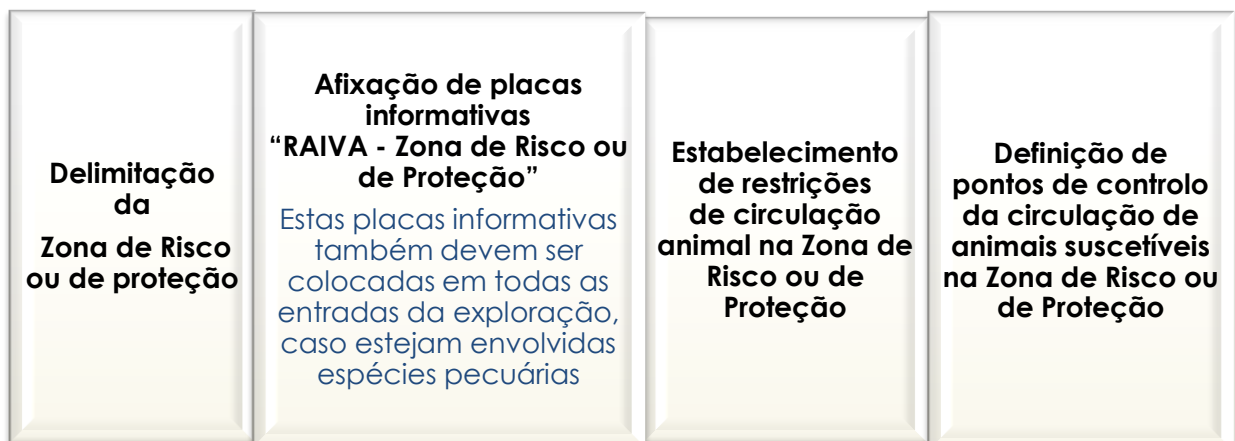 Delimitação
da
Zona de Risco
ou de proteção
Afixação de placas
informativas
“RAIVA - Zona de Risco ou
de Proteção”
Estas placas informativas
também devem ser
colocadas em todas as
entradas da exploração,
caso estejam envolvidas
espécies pecuárias
Estabelecimento
de restrições
de circulação
animal na Zona de
Risco ou de
Proteção
Definição de
pontos de controlo
da circulação de
animais suscetíveis
na Zona de Risco ou
de Proteção